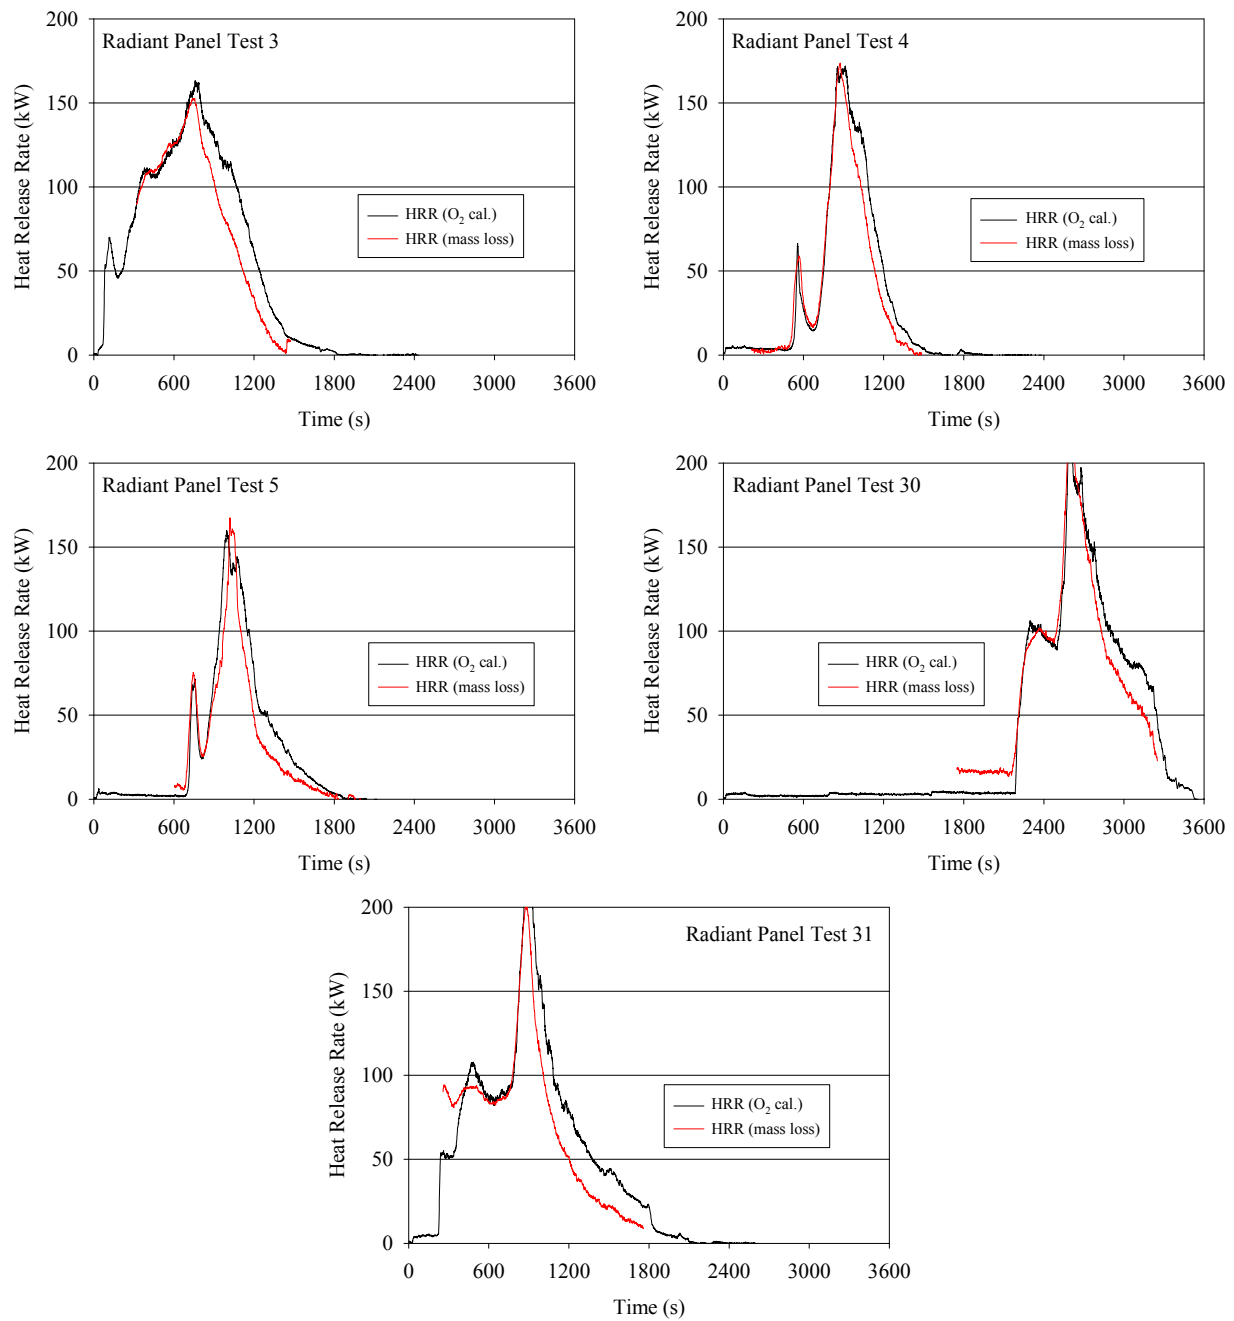 Radiant Panel Test 3
Heat Release Rate (kW)
200
150
100
50
0
HRR (O₂ cal.)
HRR (mass loss)
0 600 1200 1800 2400 3000 3600
Time (s)
Radiant Panel Test 4
Heat Release Rate (kW)
200
150
100
50
0
HRR (O₂ cal.)
HRR (mass loss)
0 600 1200 1800 2400 3000 3600
Time (s)
Radiant Panel Test 5
Heat Release Rate (kW)
200
150
100
50
0
HRR (O₂ cal.)
HRR (mass loss)
0 600 1200 1800 2400 3000 3600
Time (s)
Radiant Panel Test 30
Heat Release Rate (kW)
200
150
100
50
0
HRR (O₂ cal.)
HRR (mass loss)
0 600 1200 1800 2400 3000 3600
Time (s)
Radiant Panel Test 31
Heat Release Rate (kW)
200
150
100
50
0
HRR (O₂ cal.)
HRR (mass loss)
0 600 1200 1800 2400 3000 3600
Time (s)